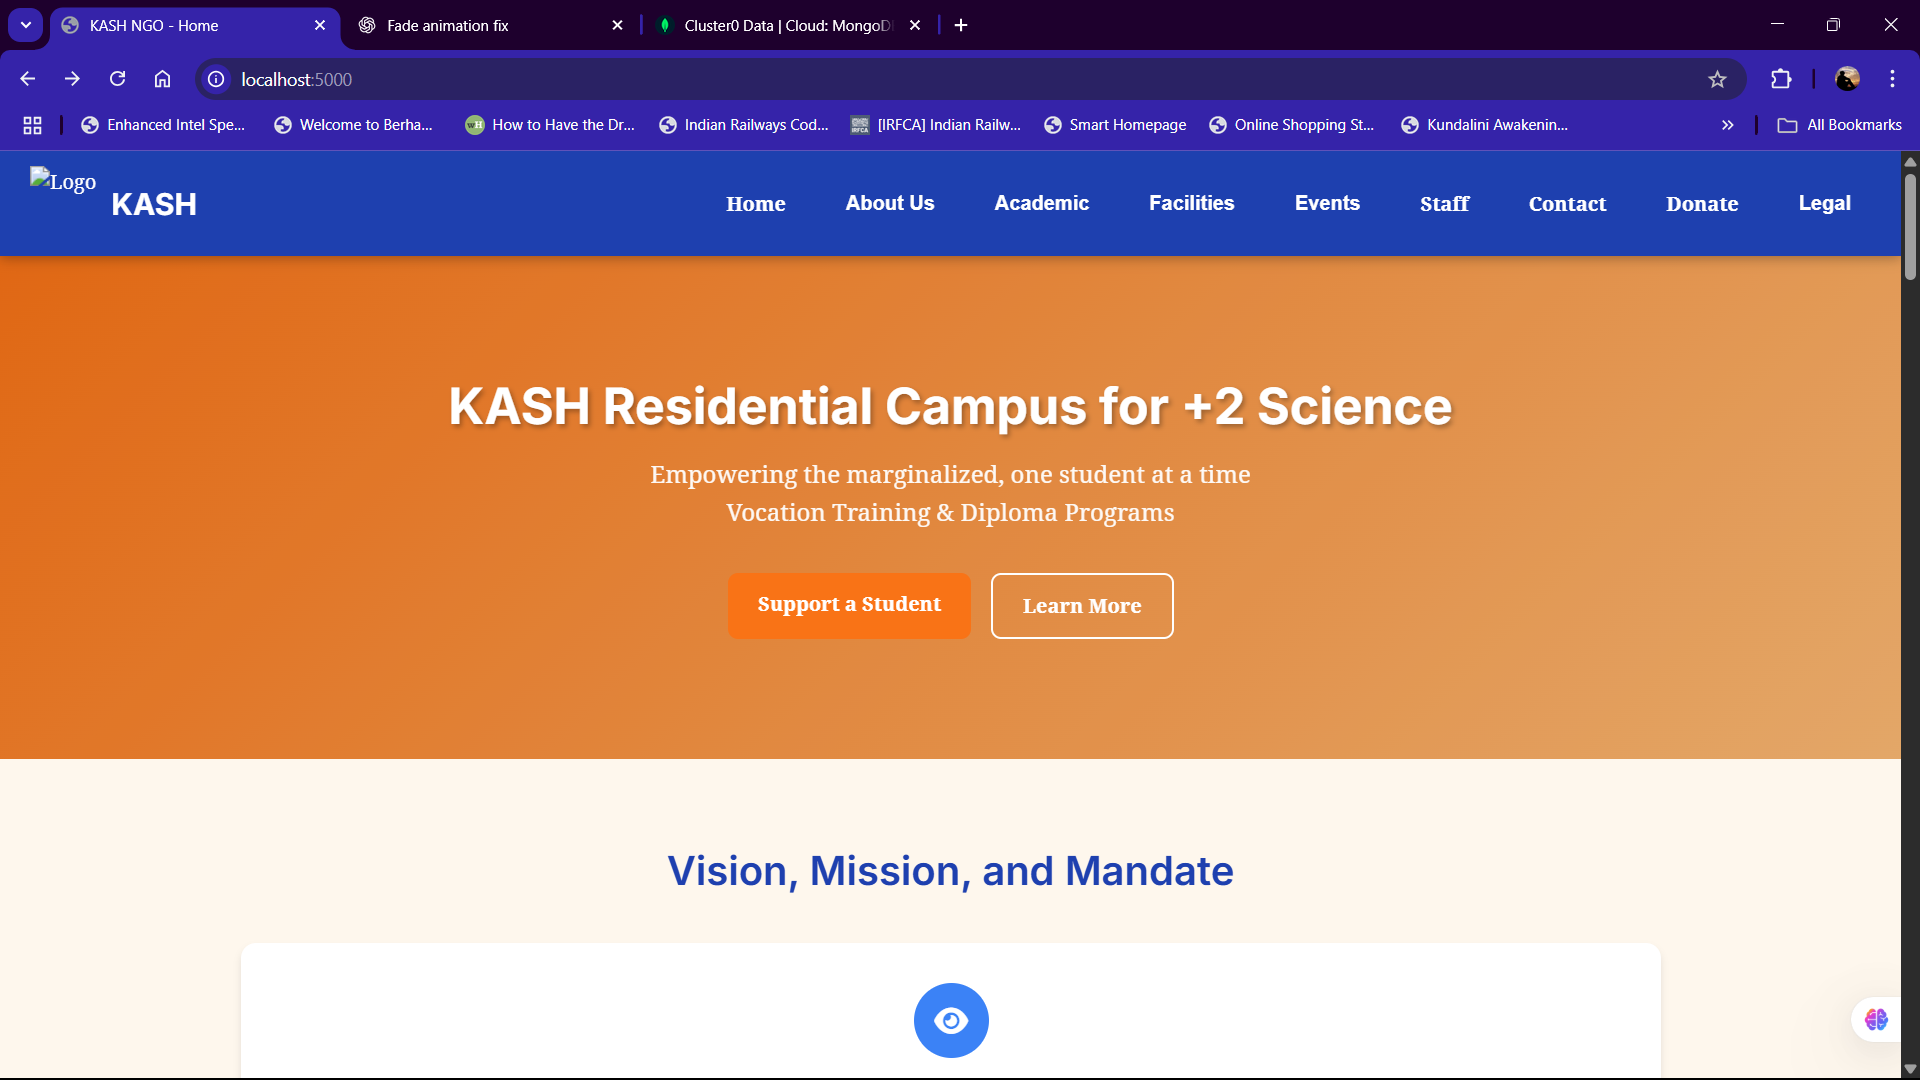 KASH NGO - Home
Fade animation fix
Cluster0 Data | Cloud: MongoD
localhost:5000
Enhanced Intel Spe...
Welcome to Berha...
How to Have the Dr...
Indian Railways Cod...
[IRFCA] Indian Railw...
Smart Homepage
Online Shopping St...
Kundalini Awakenin...
All Bookmarks
Logo
KASH
Home
About Us
Academic
Facilities
Events
Staff
Contact
Donate
Legal
KASH Residential Campus for +2 Science
Empowering the marginalized, one student at a time
Vocation Training & Diploma Programs
Support a Student
Learn More
Vision, Mission, and Mandate